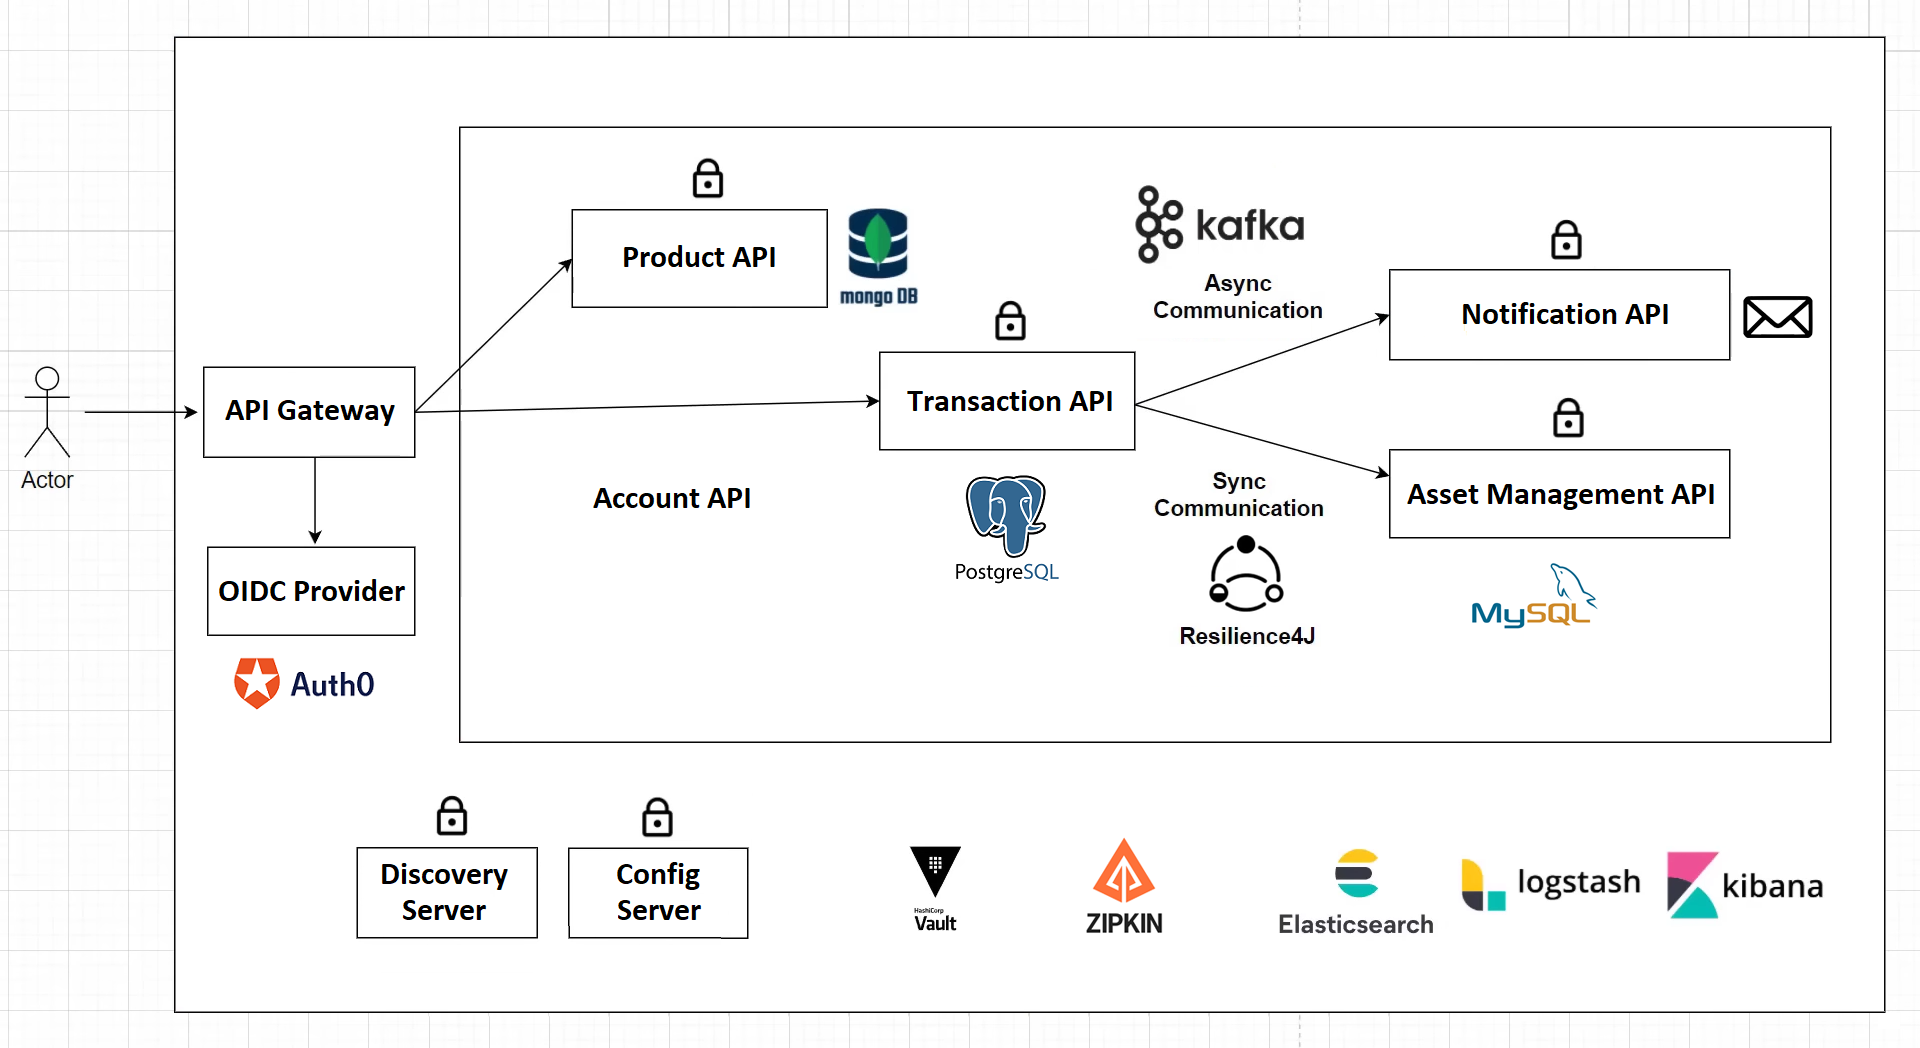 Product API
mongo DB
kafka
Async
Communication
Notification API
API Gateway
Transaction API
Actor
Account API
Sync
Communication
Asset Management API
PostgreSQL
OIDC Provider
Resilience4J
MySQL
Auth0
Discovery
Server
Config
Server
HashiCorp
Vault
ZIPKIN
Elasticsearch
logstash
kibana